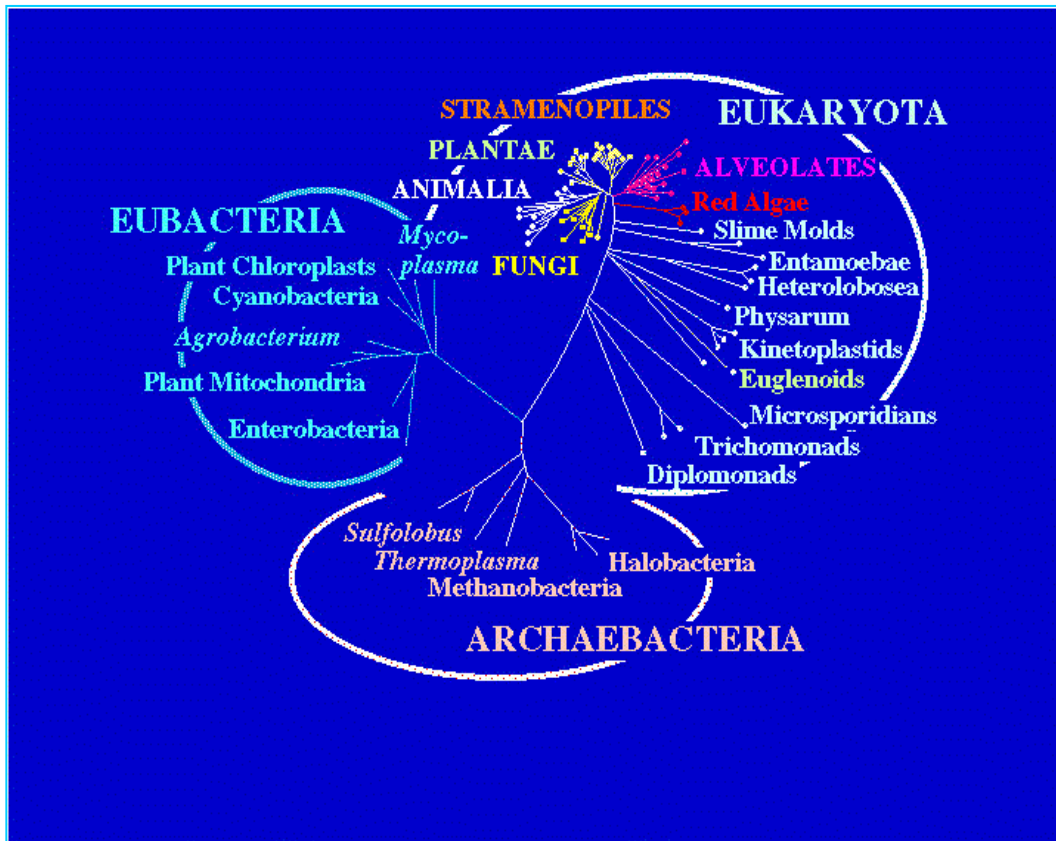 STRAMENOPILES
EUKARYOTA
PLANTAE
ALVEOLATES
ANIMALIA
Red Algae
EUBACTERIA
Myco-
plasma
Slime Molds
Plant Chloroplasts
FUNGI
Entamoebae
Cyanobacteria
Heterolobosea
Physarum
Agrobacterium
Kinetoplastids
Plant Mitochondria
Euglenoids
Enterobacteria
Microsporidians
Trichomonads
Diplomonads
Sulfolobus
Thermoplasma
Halobacteria
Methanobacteria
ARCHAEBACTERIA